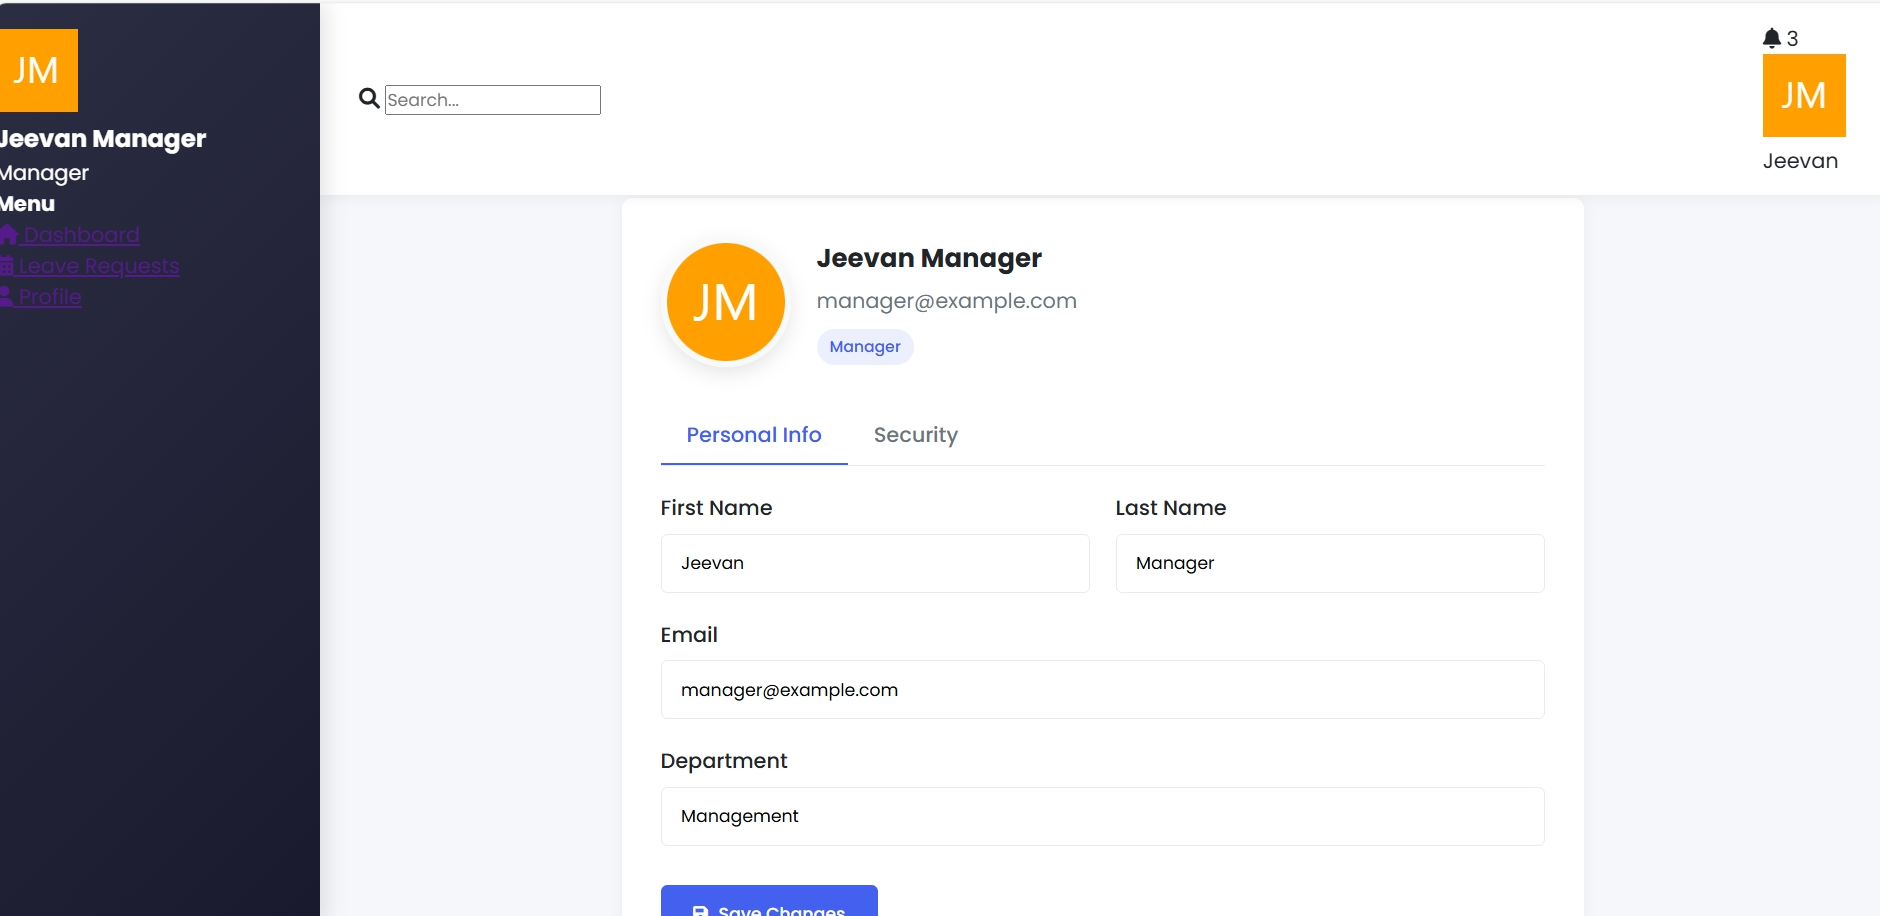 JM
Jeevan Manager
Manager
Menu
Dashboard
Leave Requests
Profile
Search...
3
JM
Jeevan
JM
Jeevan Manager
manager@example.com
Manager
Personal Info Security
First Name Last Name
Jeevan Manager
Email
manager@example.com
Department
Management
Save Changes